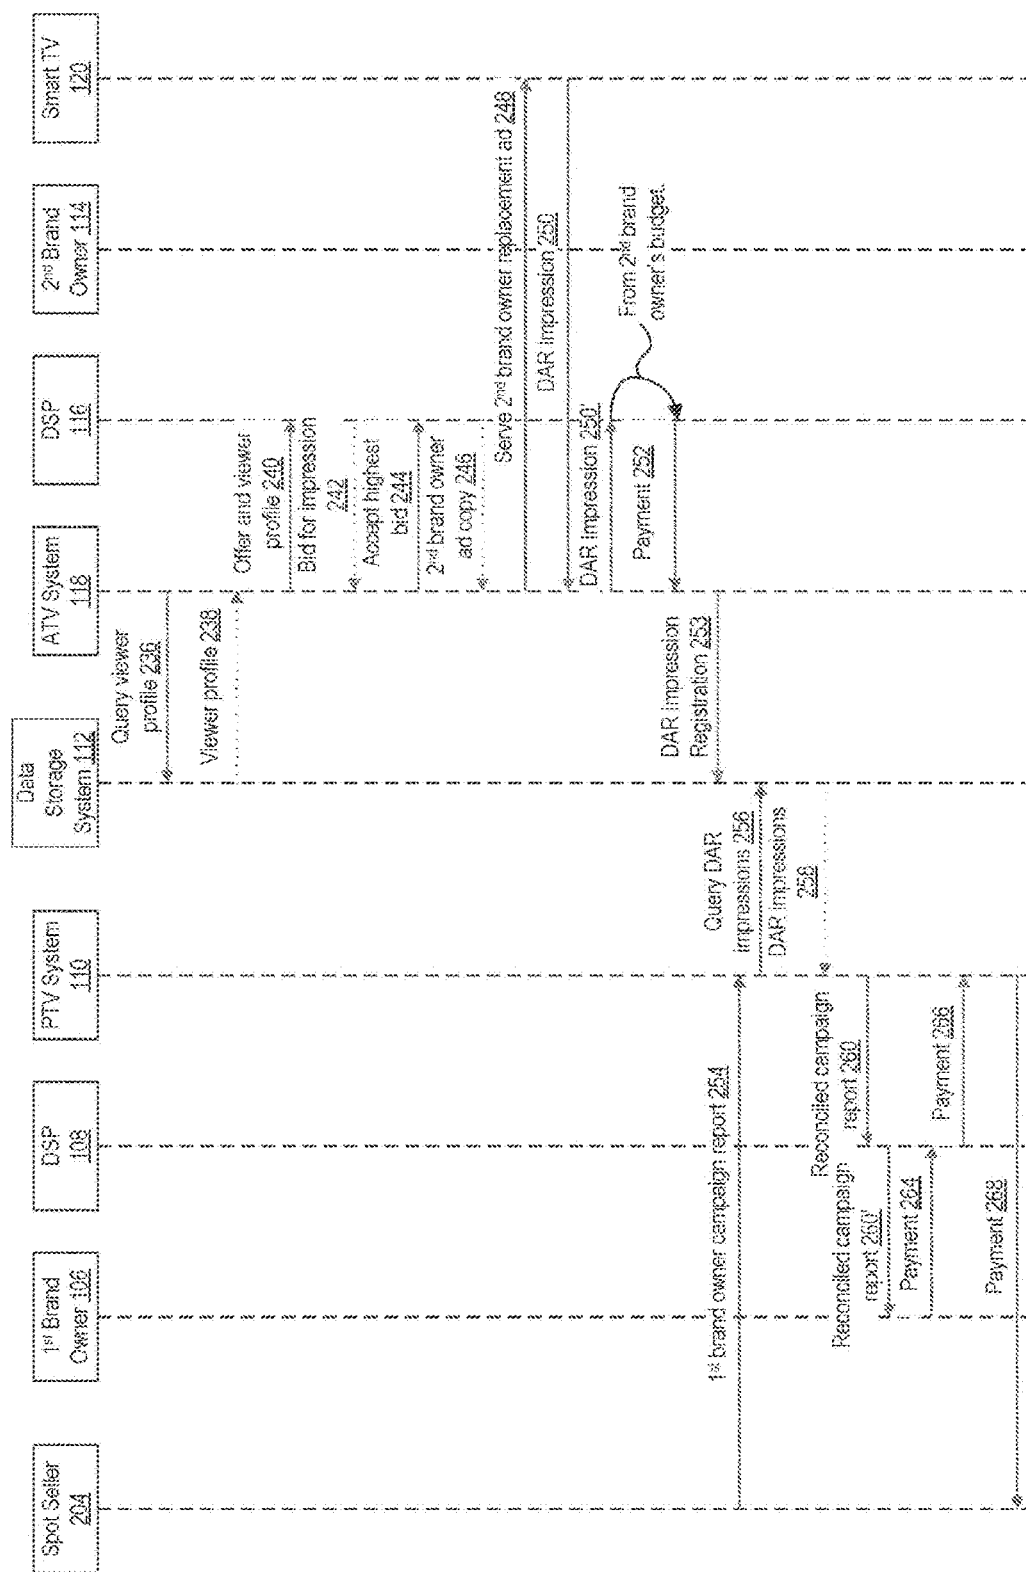 Spot Seller
204
1st Brand
Owner 106
DSP
108
PTV System
110
Data
Storage
System 112
ATV System
118
DSP
116
2nd Brand
Owner 114
Smart TV
120
Query viewer
profile 236
Viewer profile 238
Offer and viewer
profile 240
Bid for impression
242
Accept highest
bid 244
2nd brand owner
ad copy 246
Serve 2nd brand owner replacement ad 248
DAR impression 250
DAR impression 250'
From 2nd brand
owner's budget.
Payment 252
DAR impression
Registration 253
1st brand owner campaign report 254
Query DAR
impressions 256
DAR impressions
258
Reconciled campaign
report 260
Reconciled campaign
report 260'
Payment 264
Payment 266
Payment 268